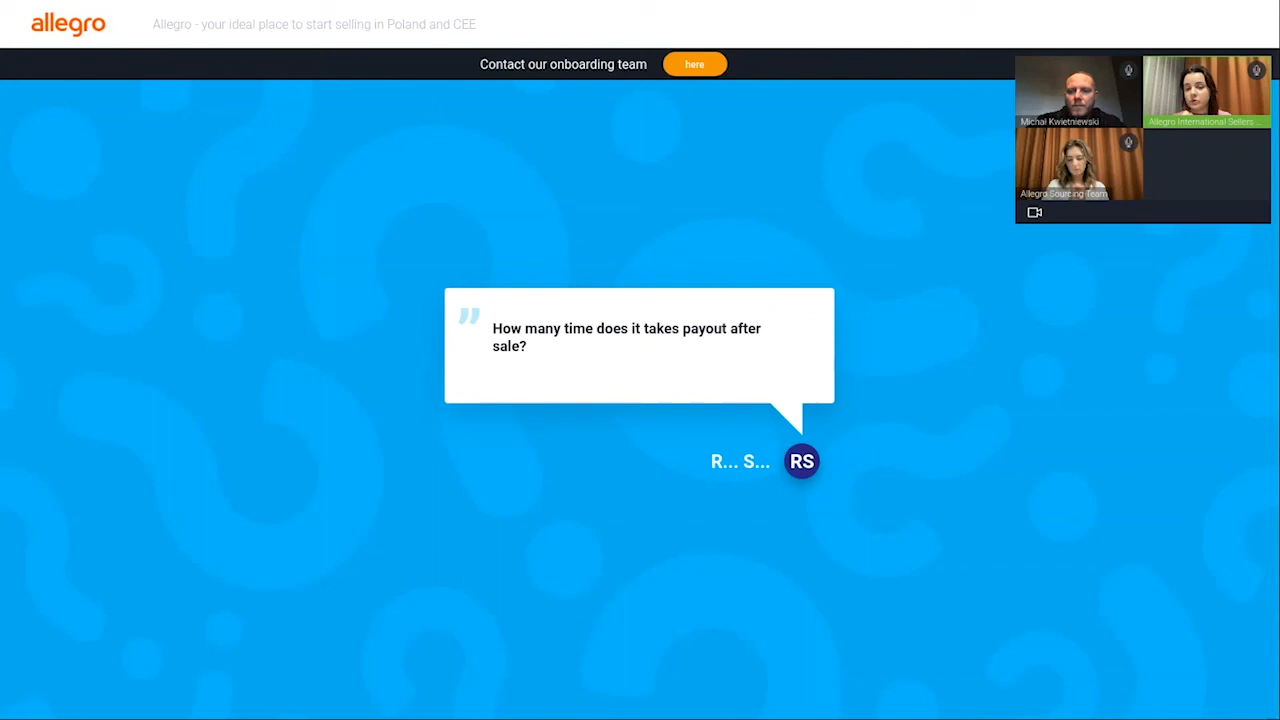 allegro
Allegro - your ideal place to start selling in Poland and CEE
Contact our onboarding team
here
Michał Kwietniewski
Allegro International Sellers ...
Allegro Sourcing Team
" How many time does it takes payout after
sale?
R... S...
RS